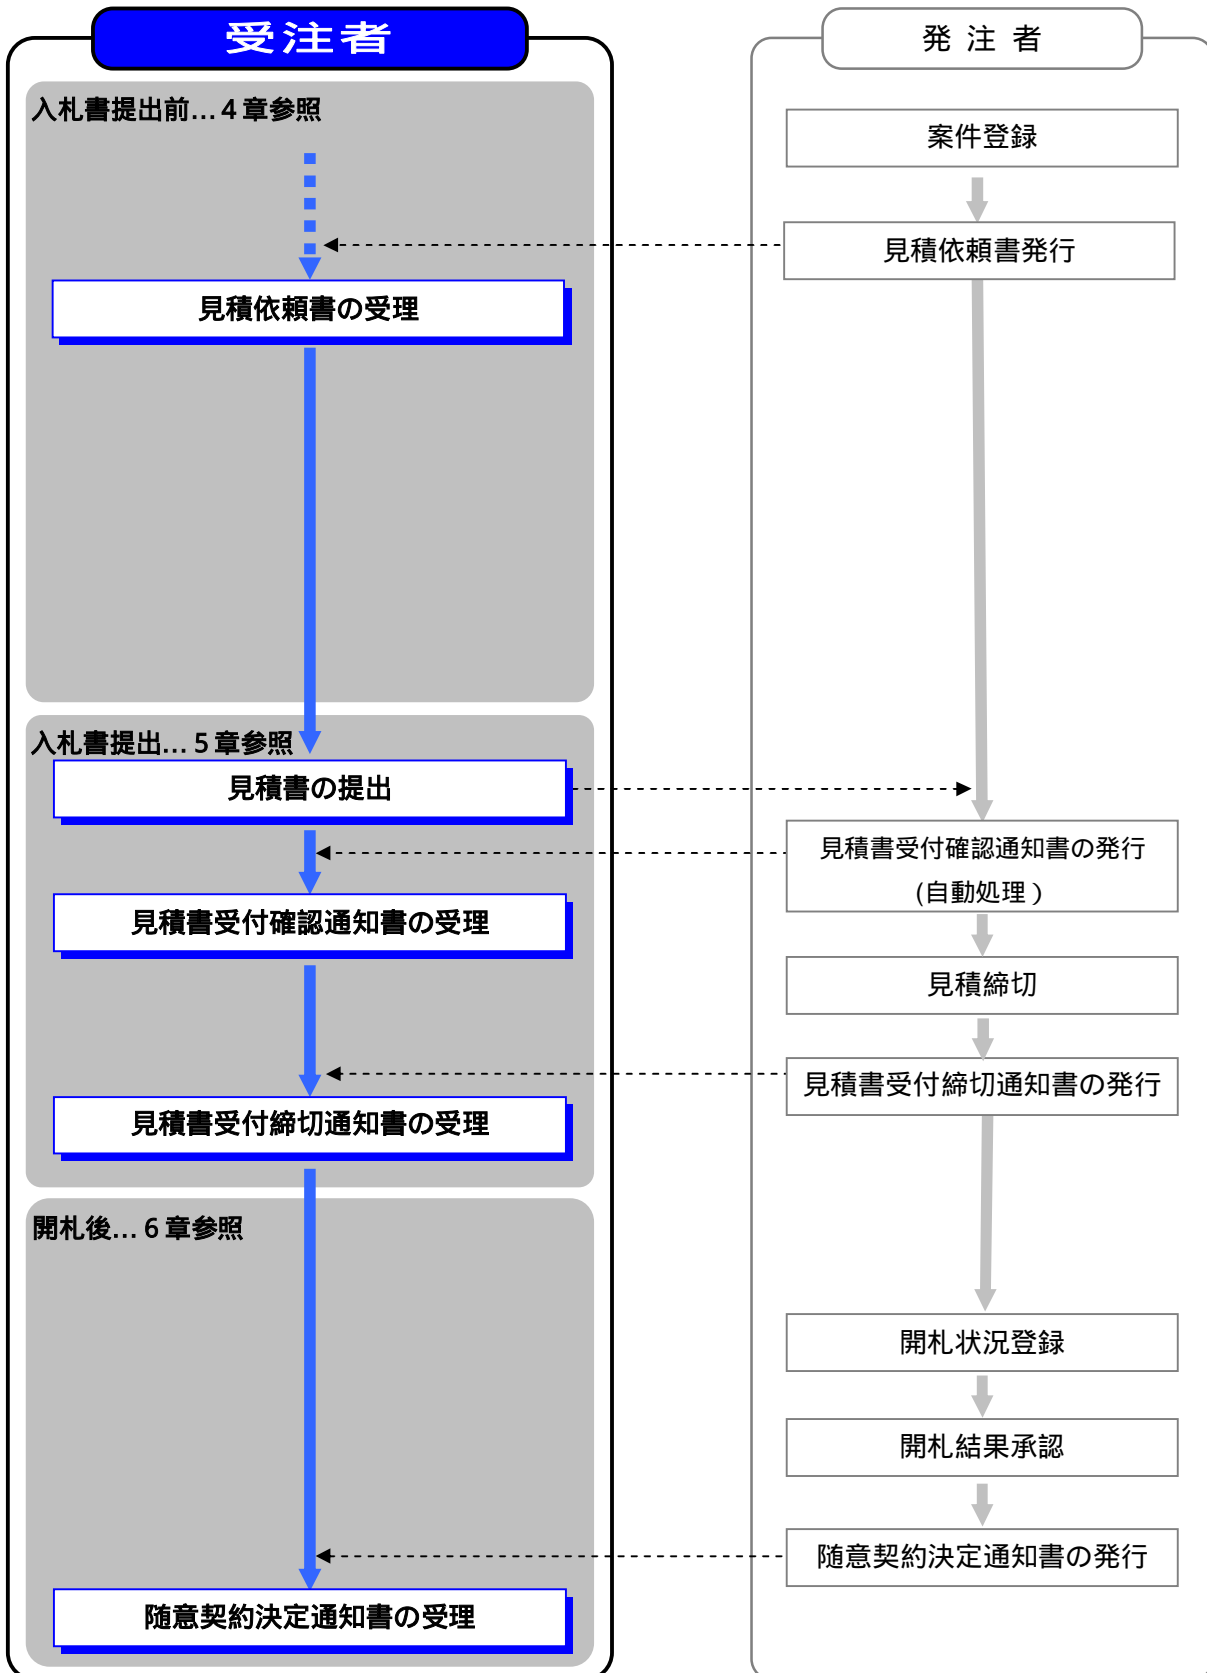 受注者
入札書提出前…４章参照
見積依頼書の受理
入札書提出…５章参照
見積書の提出
見積書受付確認通知書の受理
見積書受付締切通知書の受理
開札後…６章参照
随意契約決定通知書の受理
発 注 者
案件登録
見積依頼書発行
見積書受付確認通知書の発行
(自動処理）
見積締切
見積書受付締切通知書の発行
開札状況登録
開札結果承認
随意契約決定通知書の発行